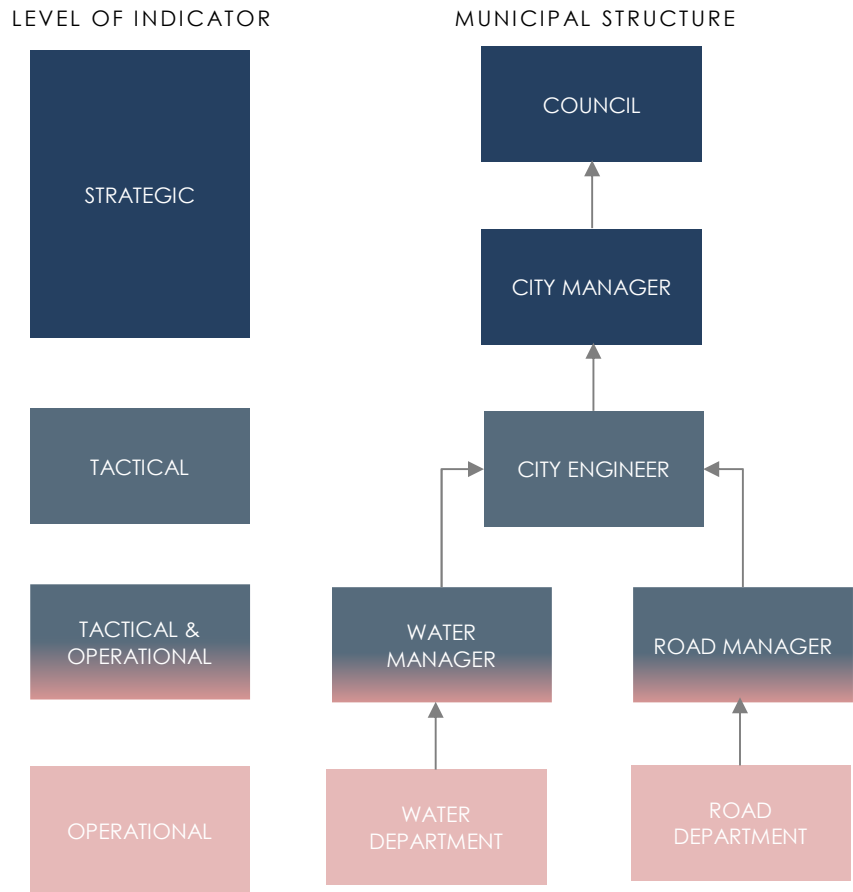 LEVEL OF INDICATOR
MUNICIPAL STRUCTURE
STRATEGIC
COUNCIL
CITY MANAGER
TACTICAL
CITY ENGINEER
TACTICAL &
OPERATIONAL
WATER
MANAGER
ROAD MANAGER
OPERATIONAL
WATER
DEPARTMENT
ROAD
DEPARTMENT